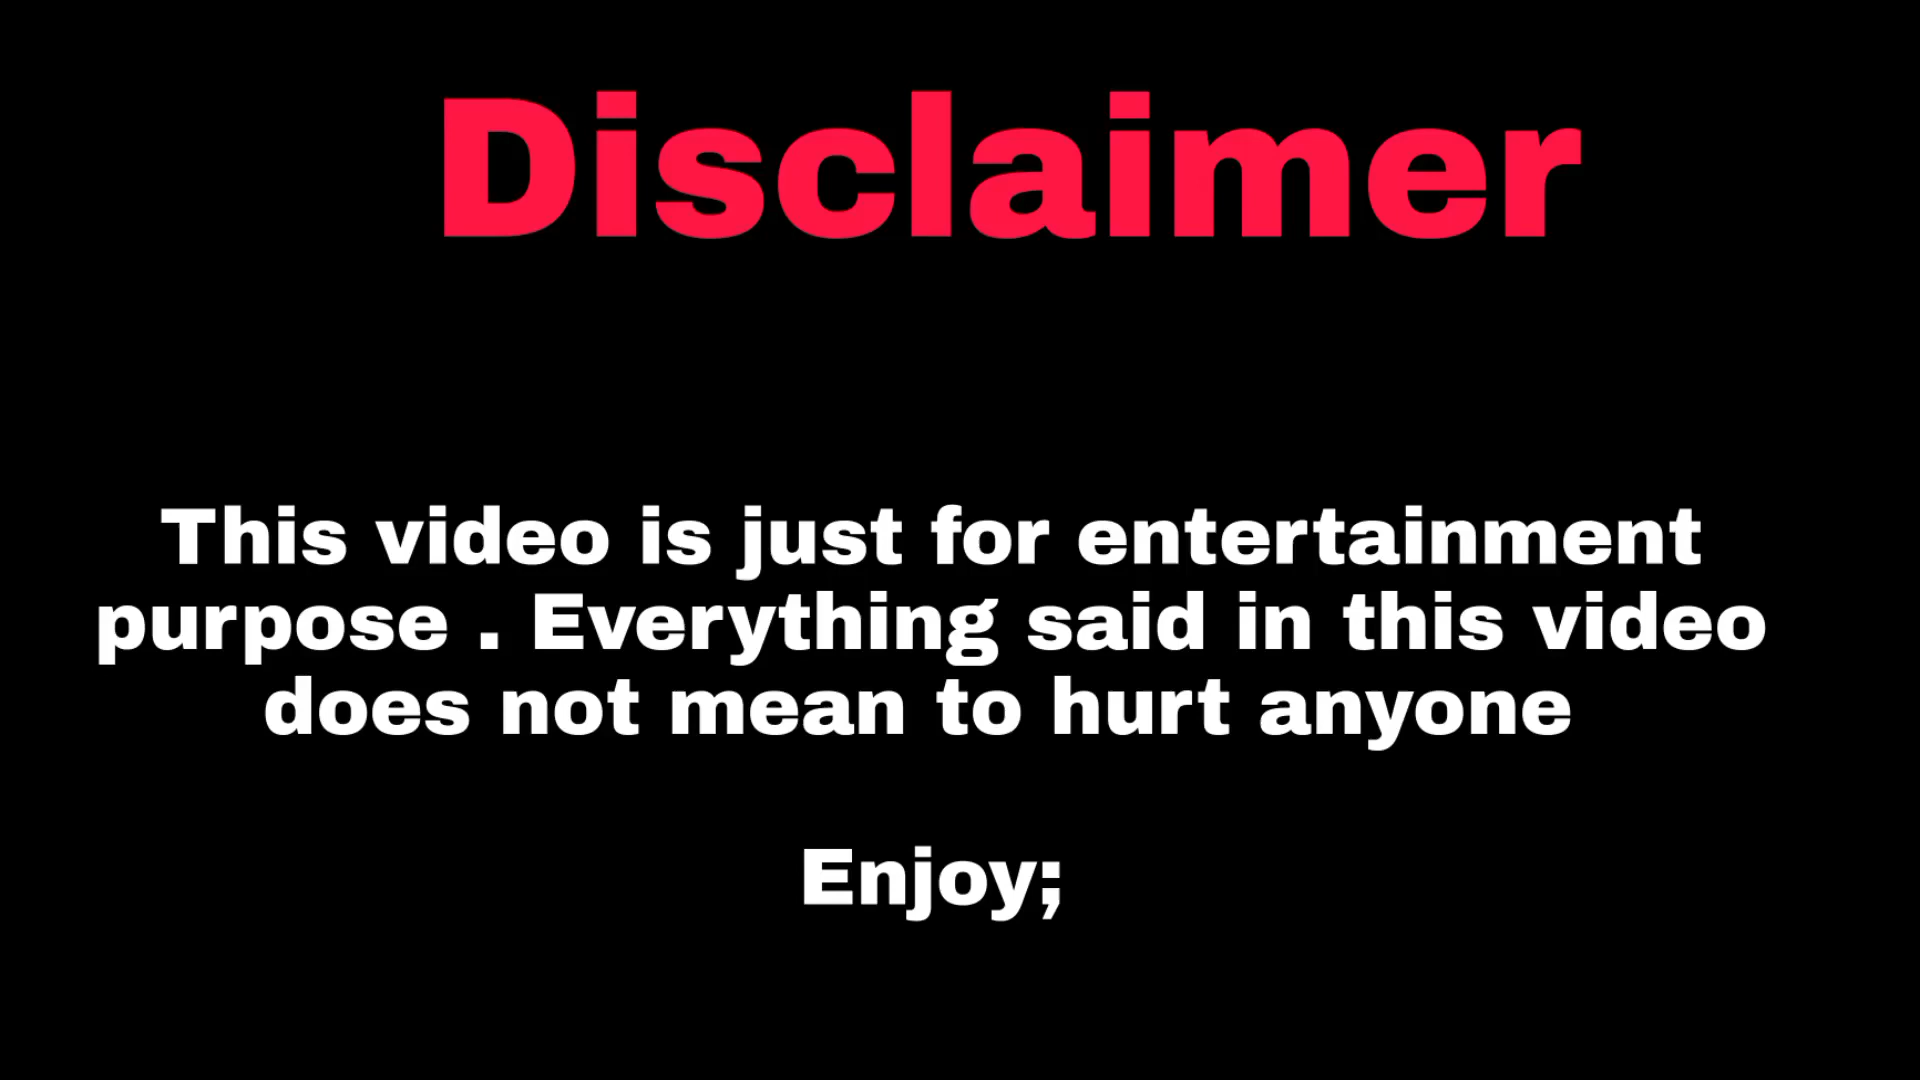 Disclaimer
This video is just for entertainment
purpose . Everything said in this video
does not mean to hurt anyone
Enjoy;